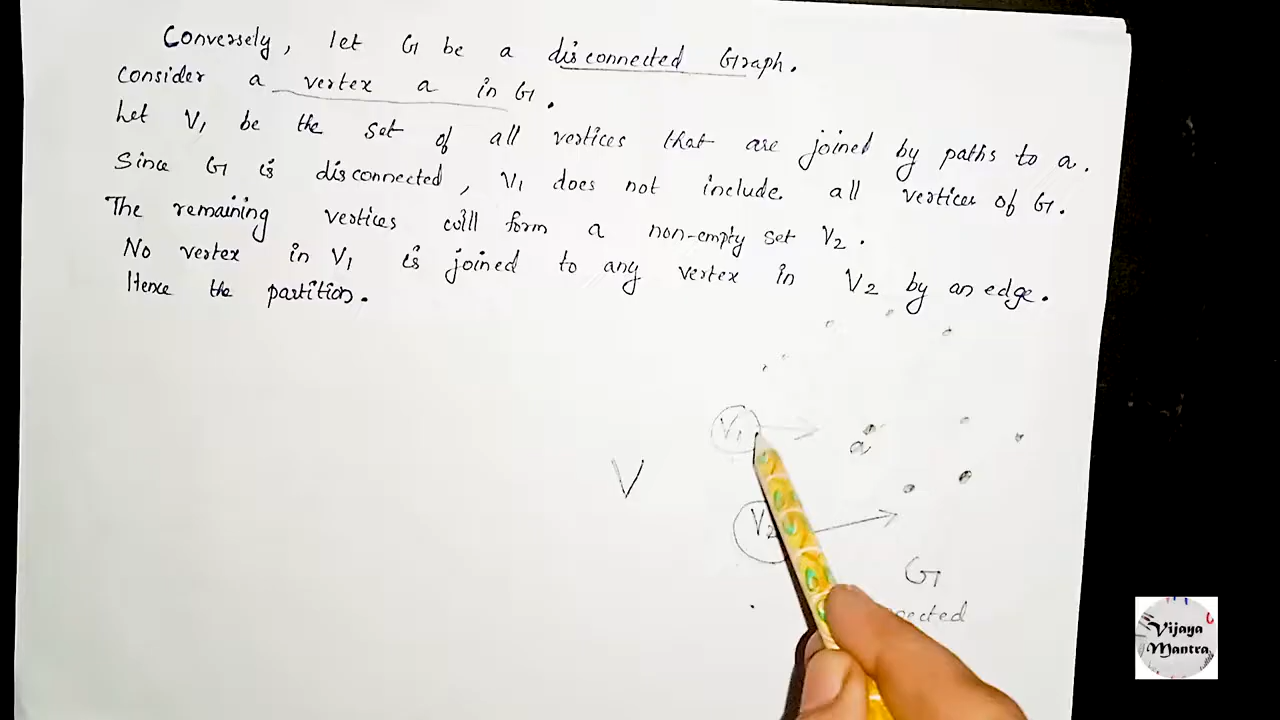 Conversely, let G be a disconnected Graph.
Consider a vertex a in G.
Let V1 be the set of all vertices that are joined by paths to a.
Since G is disconnected, V1 does not include all vertices of G.
The remaining vertices will form a non-empty set V2.
No vertex in V1 is joined to any vertex in V2 by an edge.
Hence the partition.
V1
a
V
V2
G
Vijaya
Mantra